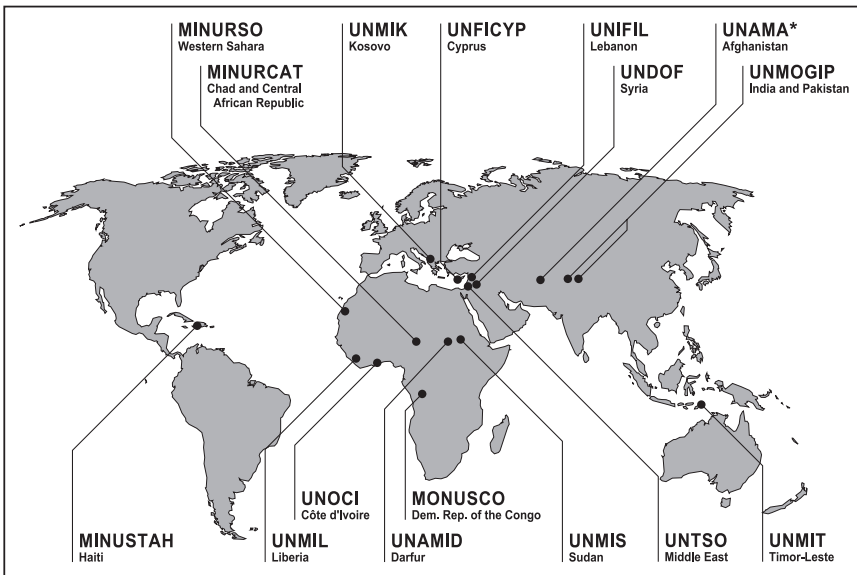 MINURSO
Western Sahara
UNMIK
Kosovo
UNFICYP
Cyprus
UNIFIL
Lebanon
UNAMA*
Afghanistan
MINURCAT
Chad and Central
African Republic
UNDOF
Syria
UNMOGIP
India and Pakistan
UNOCI
Côte d'Ivoire
MONUSCO
Dem. Rep. of the Congo
MINUSTAH
Haiti
UNMIL
Liberia
UNAMID
Darfur
UNMIS
Sudan
UNTSO
Middle East
UNMIT
Timor-Leste